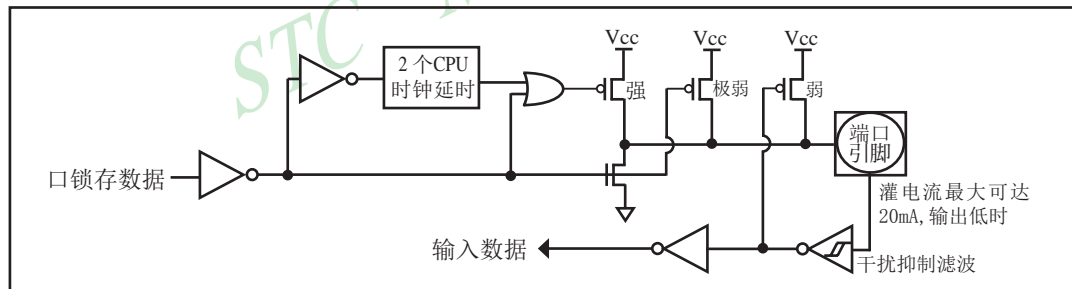 STC
Vcc
Vcc
Vcc
2 个CPU
时钟延时
强
极弱
弱
端口
引脚
口锁存数据
灌电流最大可达
20mA,输出低时
输入数据
干扰抑制滤波